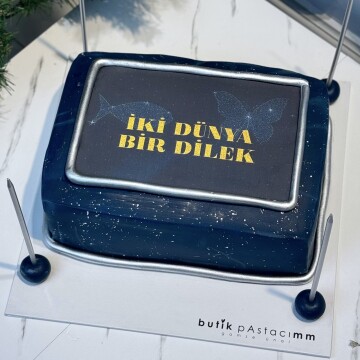 İKİ DÜNYA
BİR DİLEK
butik pAstacımm